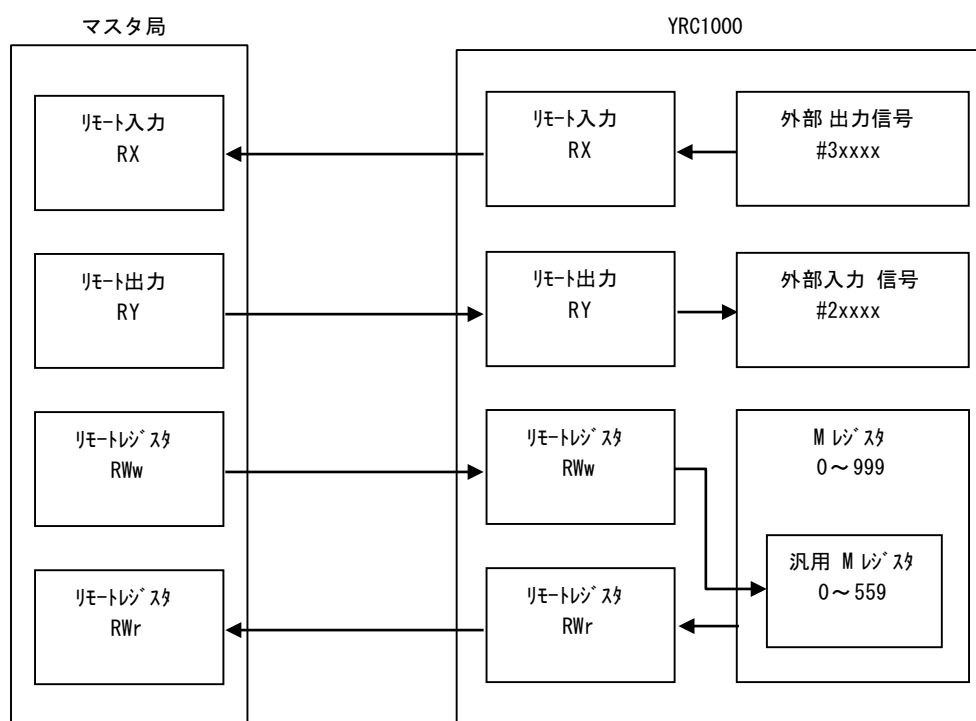 マスタ局
YRC1000
リモート入力
RX
リモート入力
RX
外部 出力信号
#3xxxx
リモート出力
RY
リモート出力
RY
外部入力 信号
#2xxxx
リモートレジスタ
RWw
リモートレジスタ
RWw
M レジスタ
0～999
汎用 M レジスタ
0～559
リモートレジスタ
RWr
リモートレジスタ
RWr